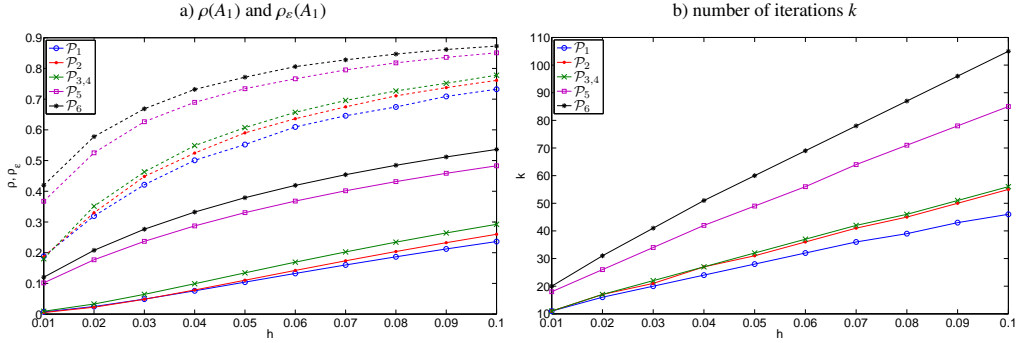 a) ρ(A₁) and ρ_ε(A₁)
0.9
0.8
0.7
0.6
0.5
0.4
0.3
0.2
0.1
0
ρ, ρ_ε
𝒫₁
𝒫₂
𝒫₃,₄
𝒫₅
𝒫₆
0.01 0.02 0.03 0.04 0.05 0.06 0.07 0.08 0.09 0.1
h
b) number of iterations k
110
100
90
80
70
60
50
40
30
20
10
k
𝒫₁
𝒫₂
𝒫₃,₄
𝒫₅
𝒫₆
0.01 0.02 0.03 0.04 0.05 0.06 0.07 0.08 0.09 0.1
h